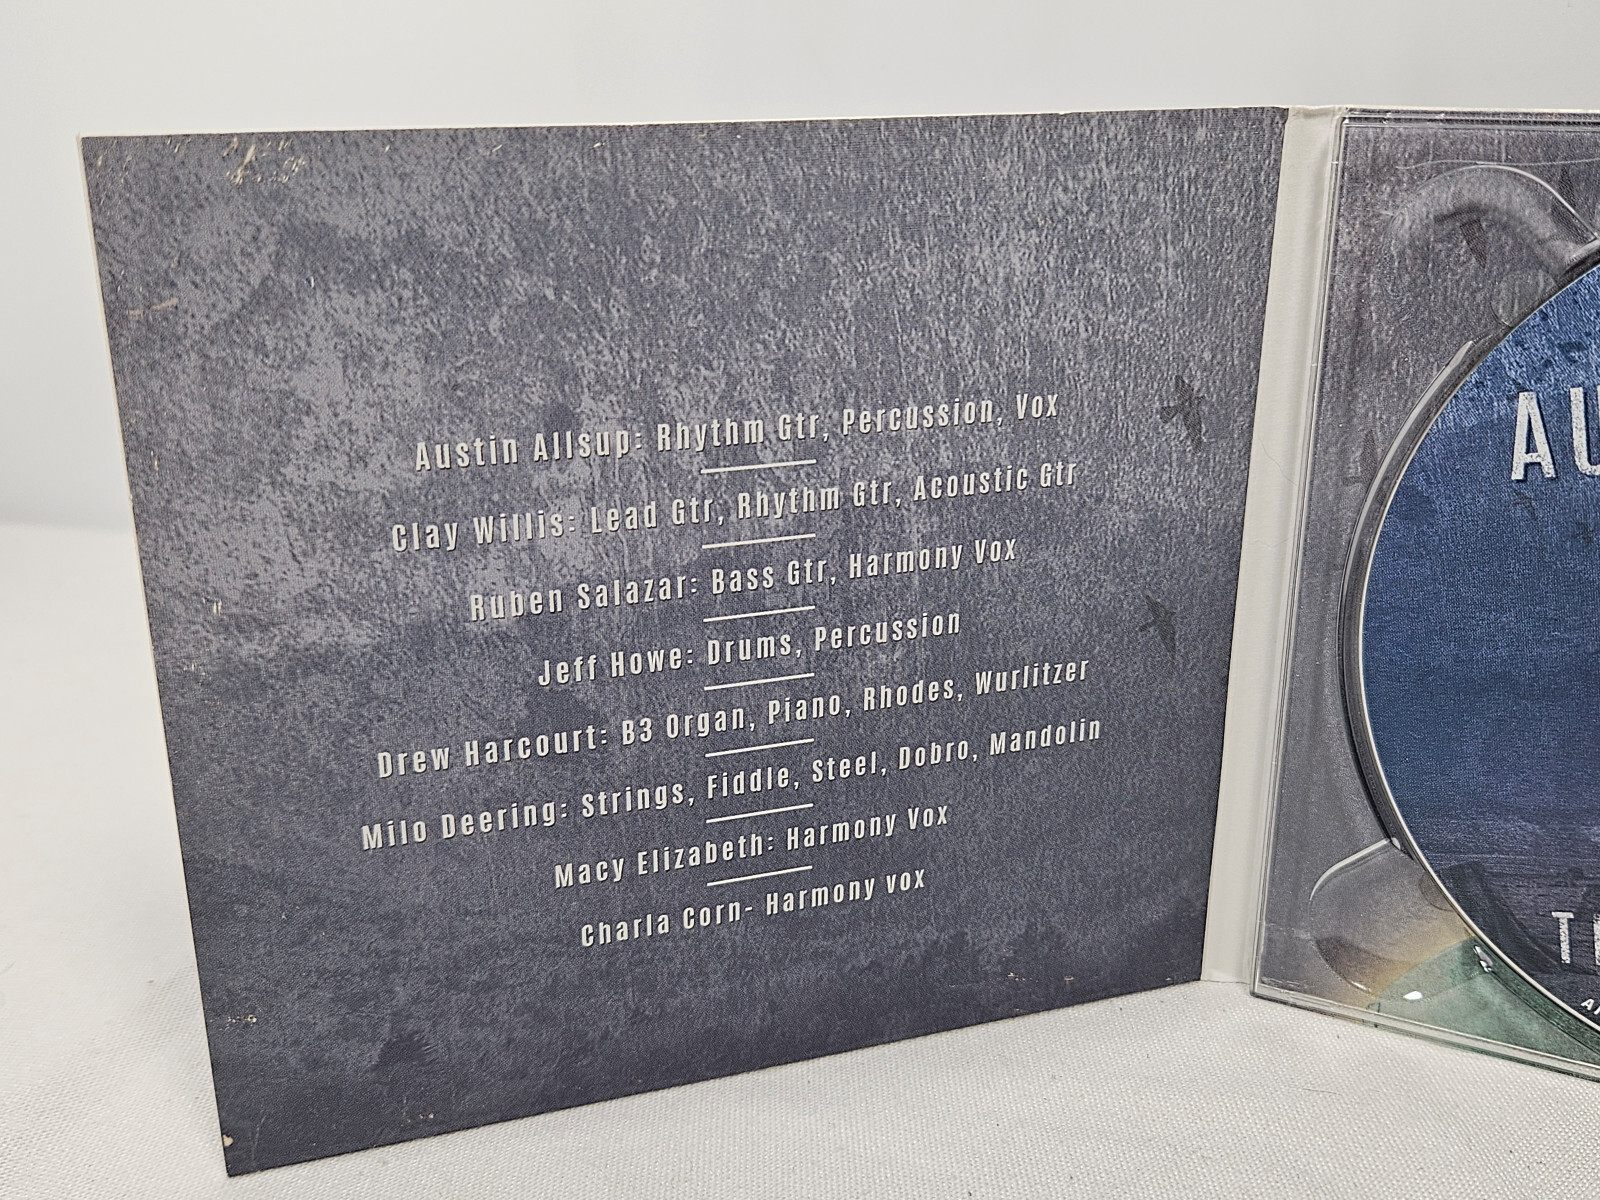 Austin Allsup: Rhythm Gtr, Percussion, Vox
Clay Willis: Lead Gtr, Rhythm Gtr, Acoustic Gtr
Ruben Salazar: Bass Gtr, Harmony Vox
Jeff Howe: Drums, Percussion
Drew Harcourt: B3 Organ, Piano, Rhodes, Wurlitzer
Milo Deering: Strings, Fiddle, Steel, Dobro, Mandolin
Macy Elizabeth: Harmony Vox
Charla Corn- Harmony vox
AU